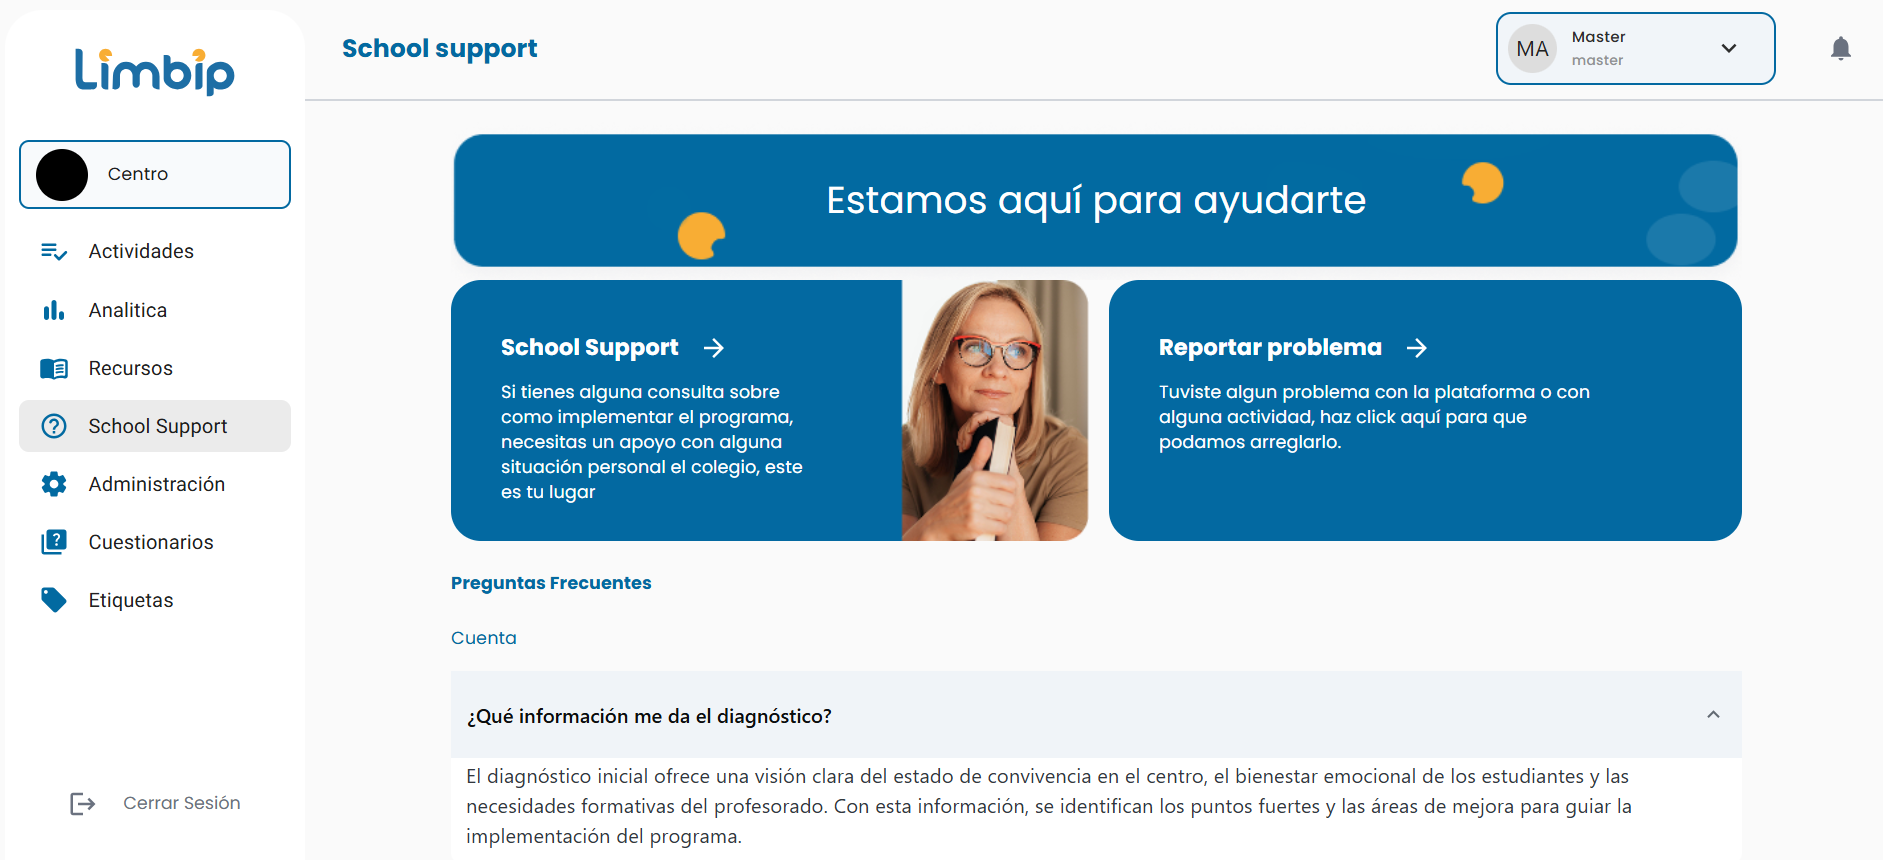 Limbip
Centro
Actividades
Analitica
Recursos
School Support
Administración
Cuestionarios
Etiquetas
Cerrar Sesión
School support
MA
Master
master
Estamos aquí para ayudarte
School Support
Si tienes alguna consulta sobre
como implementar el programa,
necesitas un apoyo con alguna
situación personal el colegio, este
es tu lugar
Reportar problema
Tuviste algun problema con la plataforma o con
alguna actividad, haz click aquí para que
podamos arreglarlo.
Preguntas Frecuentes
Cuenta
¿Qué información me da el diagnóstico?
El diagnóstico inicial ofrece una visión clara del estado de convivencia en el centro, el bienestar emocional de los estudiantes y las
necesidades formativas del profesorado. Con esta información, se identifican los puntos fuertes y las áreas de mejora para guiar la
implementación del programa.